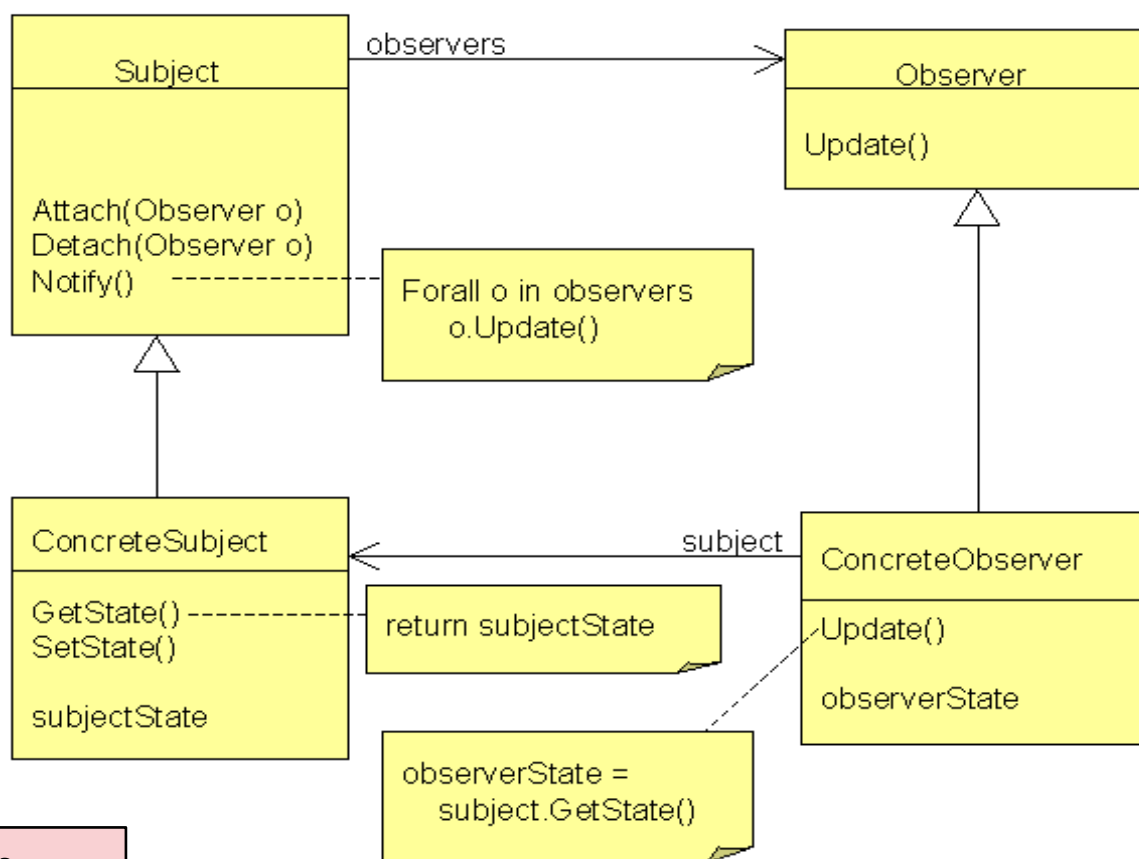 Subject
Attach(Observer o)
Detach(Observer o)
Notify()
observers
Observer
Update()
Forall o in observers
o.Update()
ConcreteSubject
GetState()
SetState()
subjectState
subject
return subjectState
ConcreteObserver
Update()
observerState
observerState =
subject.GetState()